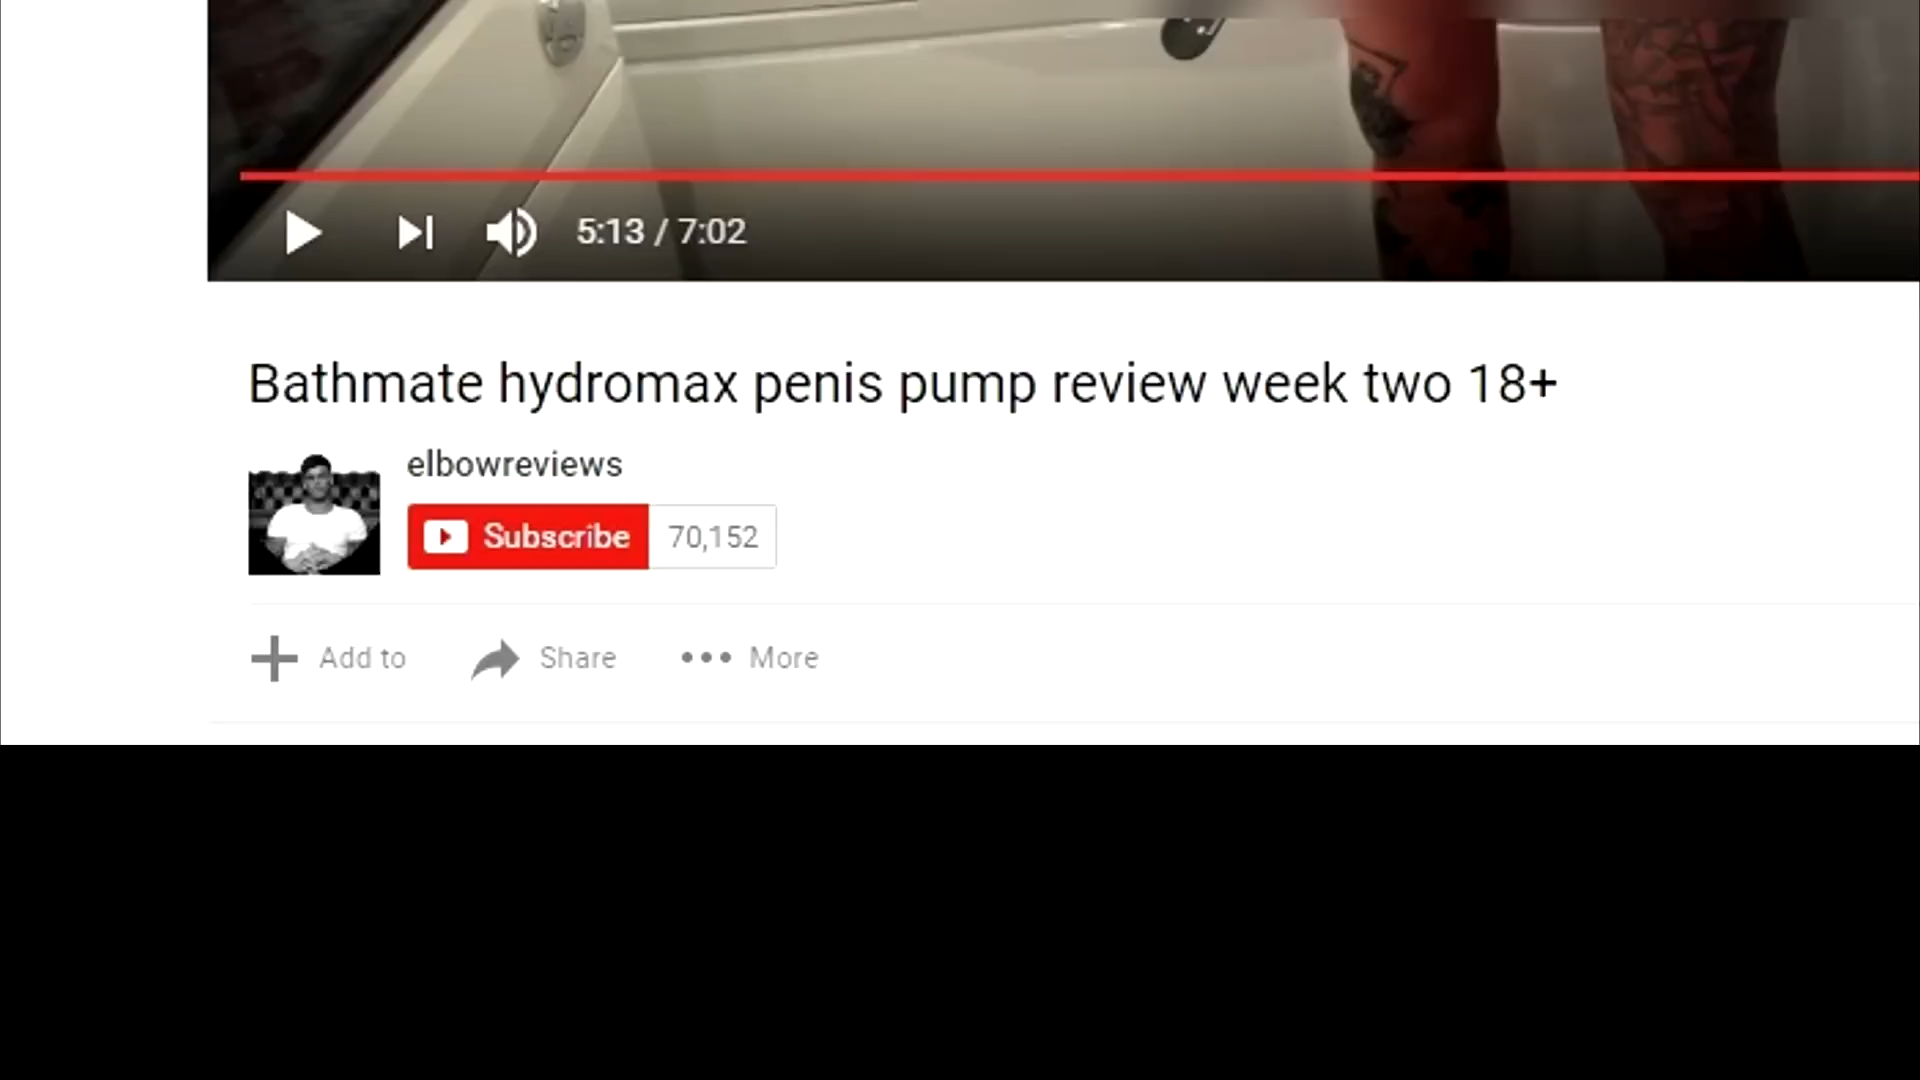 5:13 / 7:02
Bathmate hydromax penis pump review week two 18+
elbowreviews
Subscribe 70,152
Add to Share More